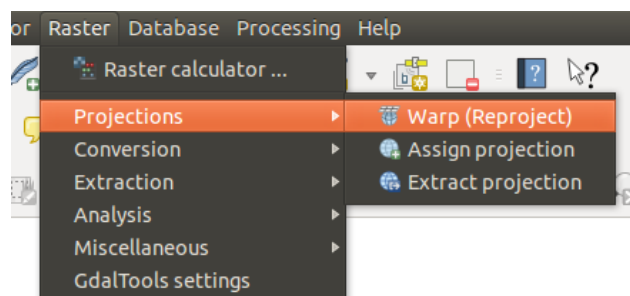 or Raster Database Processing Help
Raster calculator ...
Projections
Warp (Reproject)
Conversion
Assign projection
Extraction
Extract projection
Analysis
Miscellaneous
GdalTools settings